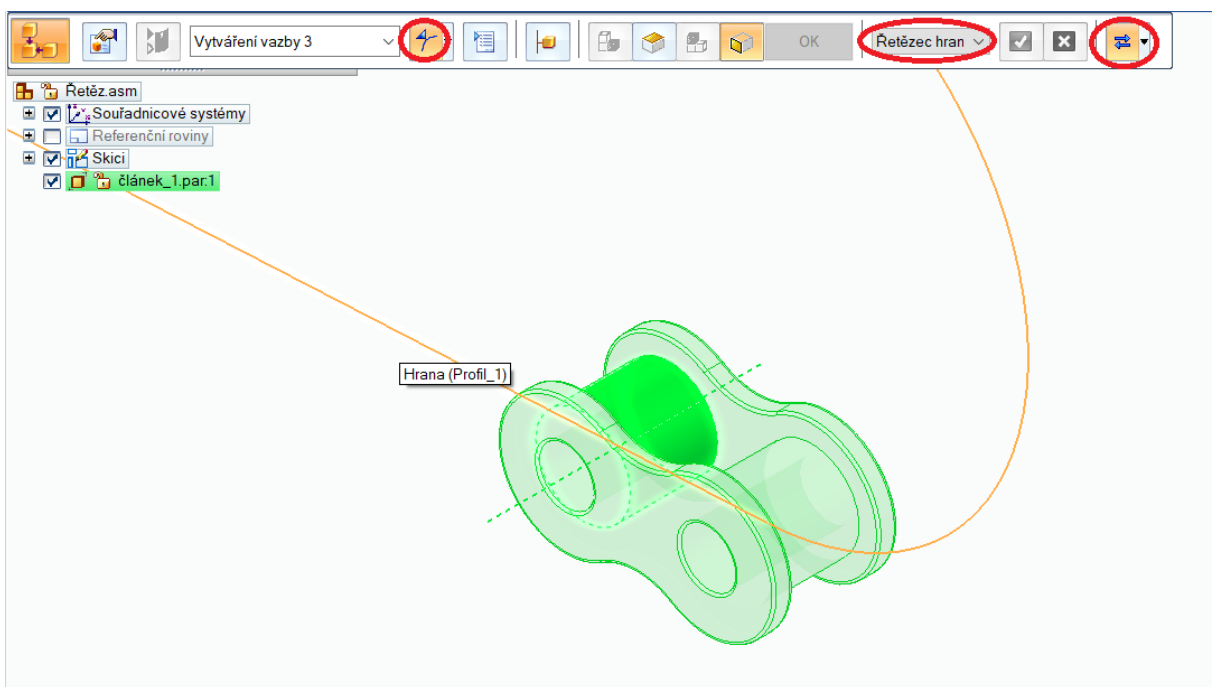 Vytváření vazby 3 OK Řetězec hran
Řetěz.asm
Souřadnicové systémy
Referenční roviny
Skici
článek_1.par:1
Hrana (Profil_1)